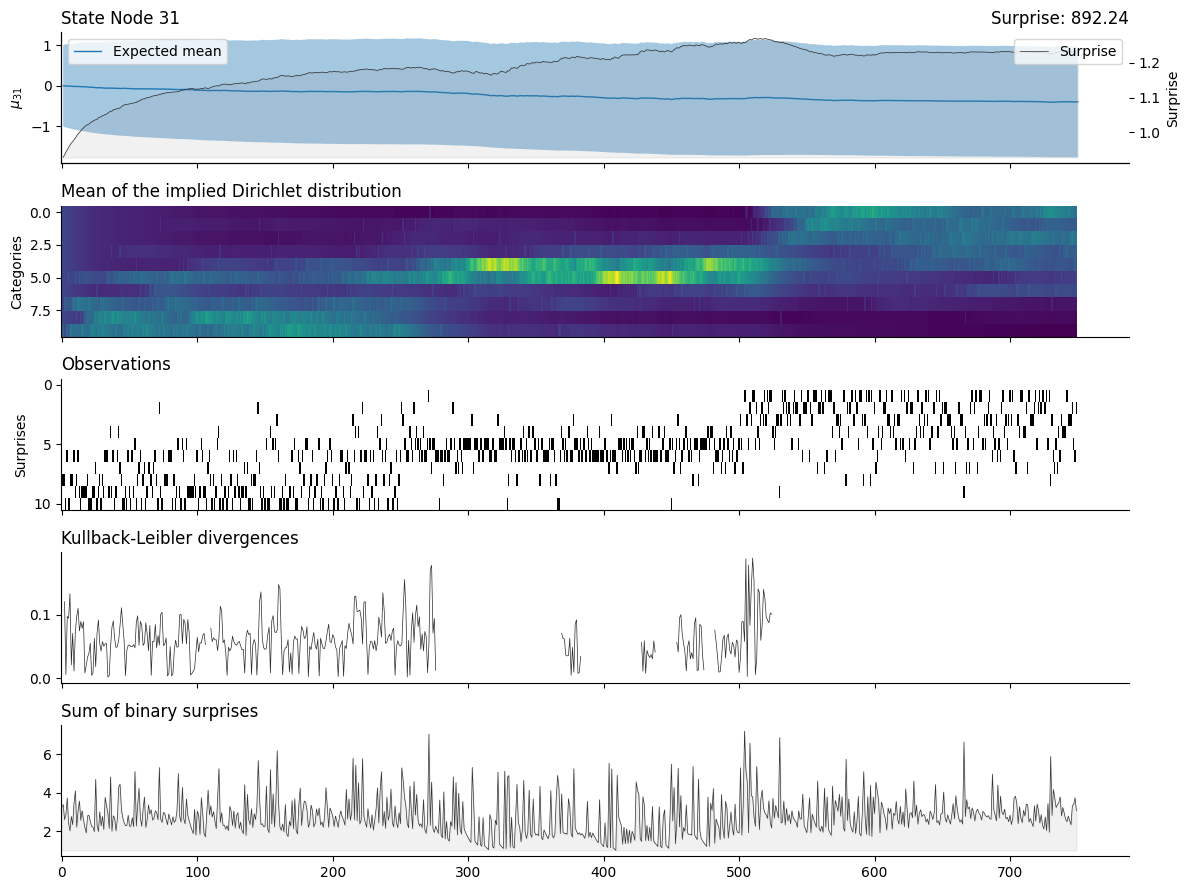 State Node 31
Surprise: 892.24
Expected mean
Surprise
1
0
−1
μ31
1.2
1.1
1.0
Surprise
Mean of the implied Dirichlet distribution
0.0
2.5
5.0
7.5
Categories
Observations
0
5
10
Surprises
Kullback-Leibler divergences
0.1
0.0
Sum of binary surprises
6
4
2
0 100 200 300 400 500 600 700